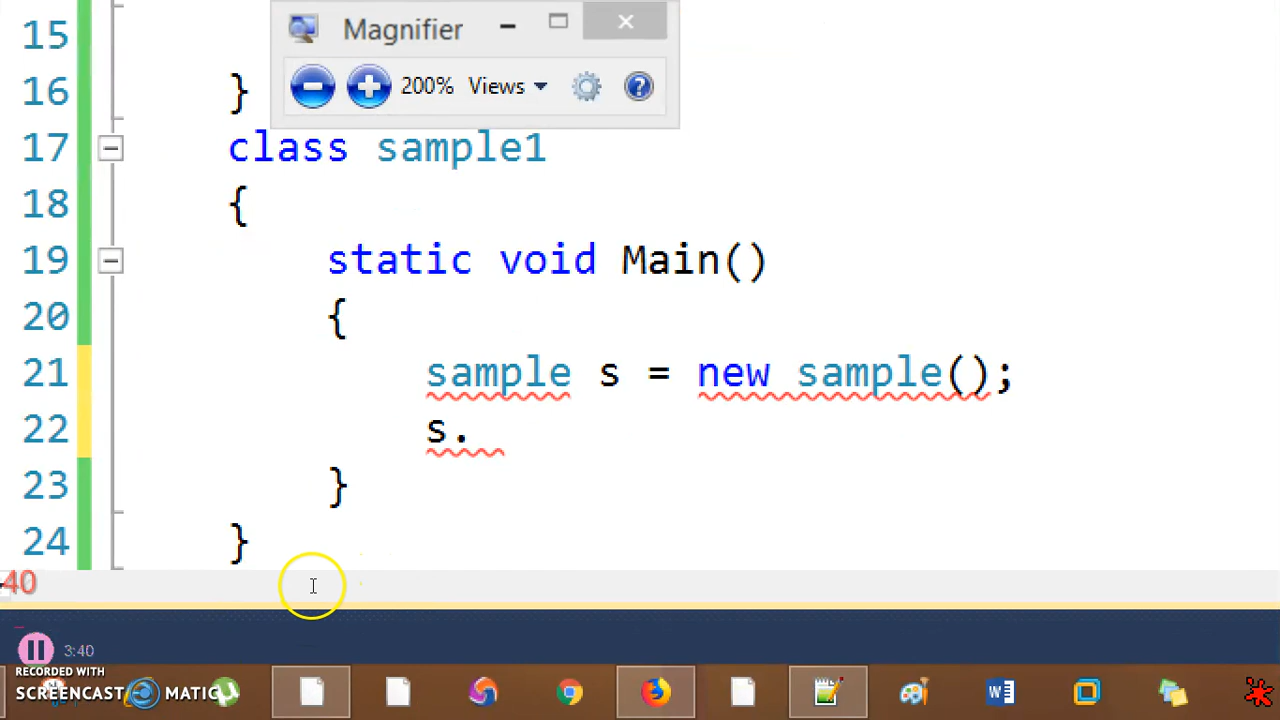 15
Magnifier
200% Views
16 }
17 class sample1
18 {
19 static void Main()
20 {
21 sample s = new sample();
22 s.
23 }
24 }
40
3:40
RECORDED WITH
SCREENCAST MATIC